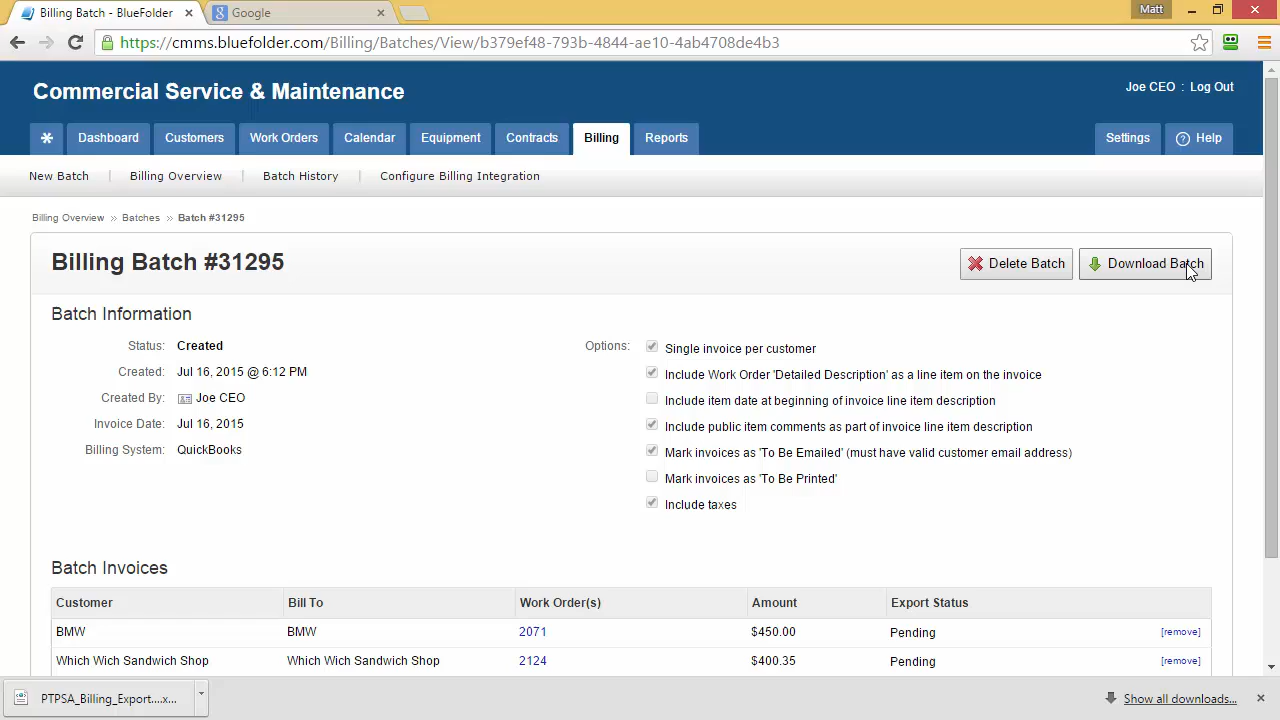 Billing Batch - BlueFolder
Google
Matt
https://cmms.bluefolder.com/Billing/Batches/View/b379ef48-793b-4844-ae10-4ab4708de4b3
Commercial Service & Maintenance
Joe CEO : Log Out
Dashboard Customers Work Orders Calendar Equipment Contracts Billing Reports Settings Help
New Batch | Billing Overview | Batch History | Configure Billing Integration
Billing Overview » Batches » Batch #31295
Billing Batch #31295
Delete Batch
Download Batch
Batch Information
Status: Created
Created: Jul 16, 2015 @ 6:12 PM
Created By: Joe CEO
Invoice Date: Jul 16, 2015
Billing System: QuickBooks
Options: Single invoice per customer
Include Work Order 'Detailed Description' as a line item on the invoice
Include item date at beginning of invoice line item description
Include public item comments as part of invoice line item description
Mark invoices as 'To Be Emailed' (must have valid customer email address)
Mark invoices as 'To Be Printed'
Include taxes
Batch Invoices
Customer Bill To Work Order(s) Amount Export Status
BMW BMW 2071 $450.00 Pending [remove]
Which Wich Sandwich Shop Which Wich Sandwich Shop 2124 $400.35 Pending [remove]
PTPSA_Billing_Export....x...
Show all downloads...